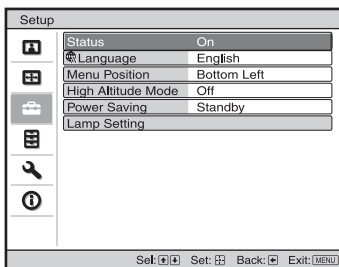 Setup
Status On
Language English
Menu Position Bottom Left
High Altitude Mode Off
Power Saving Standby
Lamp Setting
Sel: Set: Back: Exit: MENU